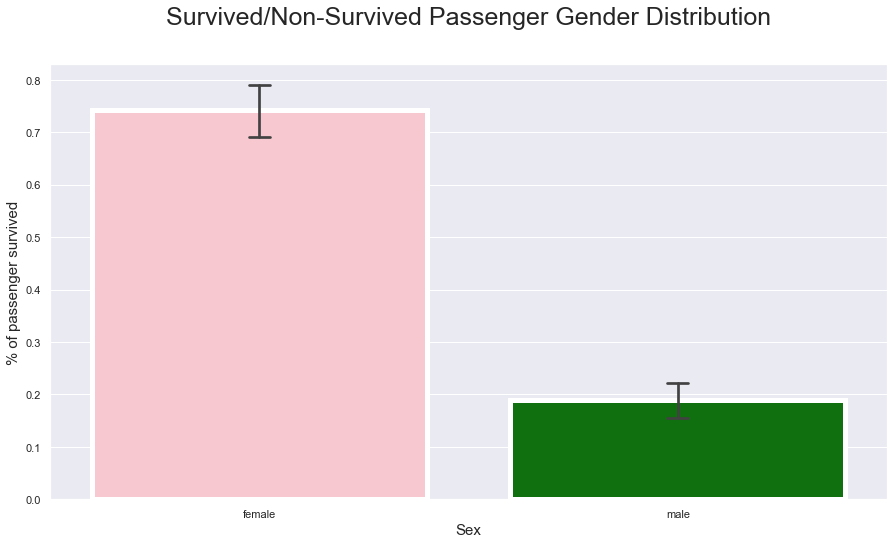 Survived/Non-Survived Passenger Gender Distribution
% of passenger survived
0.8
0.7
0.6
0.5
0.4
0.3
0.2
0.1
0.0
female
male
Sex